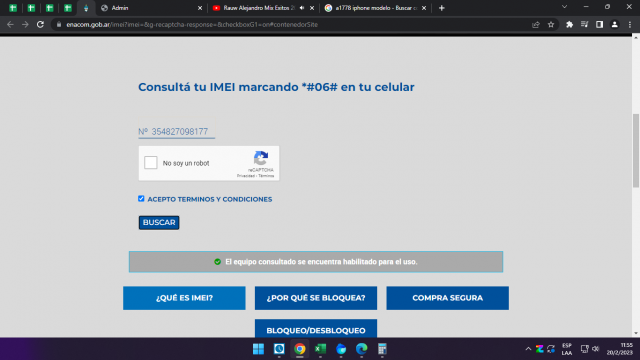 Admin
Rauw Alejandro Mix Exitos 2
a1778 iphone modelo - Buscar c
enacom.gob.ar/imei?imei=&g-recaptcha-response=&checkboxG1=on#contenedorSite
Consultá tu IMEI marcando *#06# en tu celular
Nº 354827098177
No soy un robot
reCAPTCHA
Privacidad - Términos
ACEPTO TERMINOS Y CONDICIONES
BUSCAR
El equipo consultado se encuentra habilitado para el uso.
¿QUÉ ES IMEI?
¿POR QUÉ SE BLOQUEA?
COMPRA SEGURA
BLOQUEO/DESBLOQUEO
ESP
LAA
11:55
20/2/2023